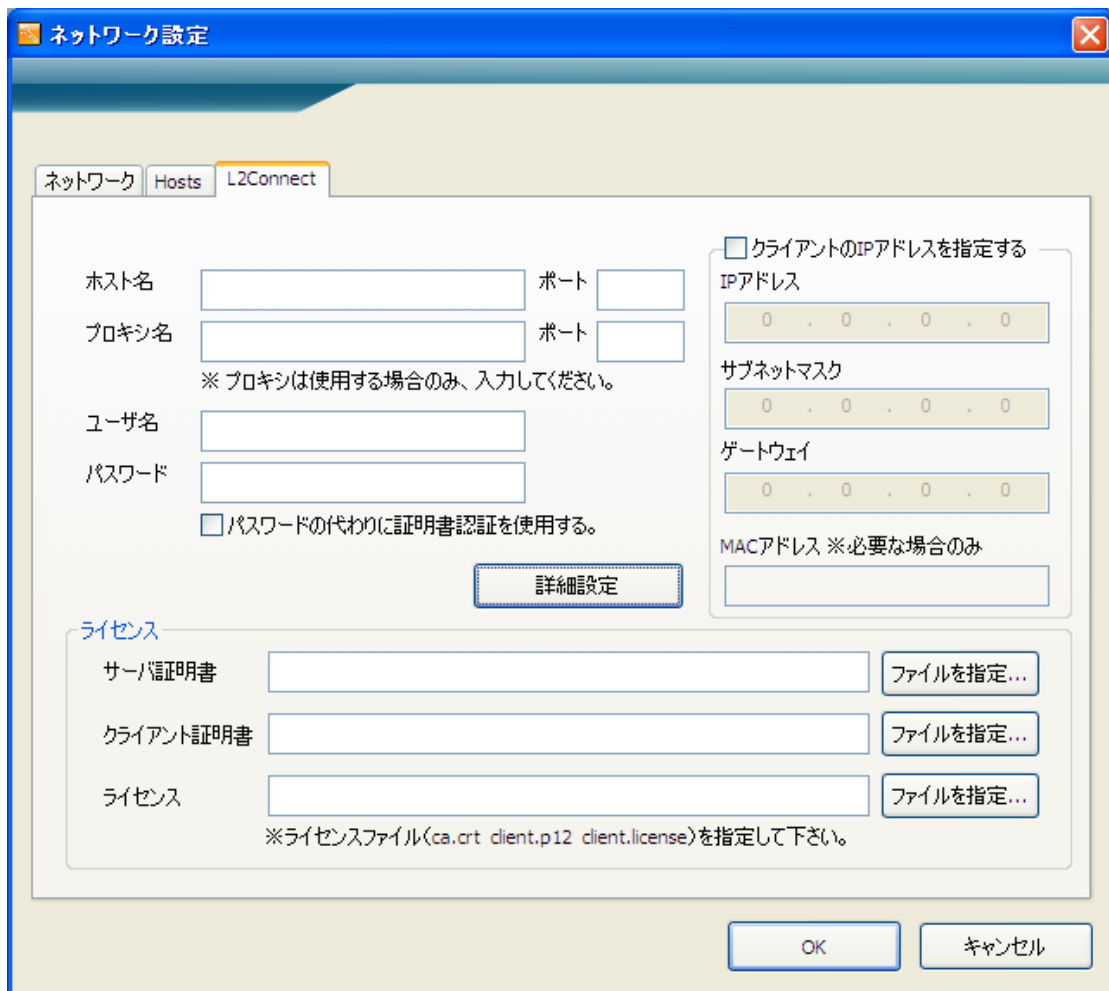 ネットワーク設定
ネットワーク Hosts L2Connect
ホスト名 ポート
プロキシ名 ポート
※ プロキシは使用する場合のみ、入力してください。
ユーザ名
パスワード
パスワードの代わりに証明書認証を使用する。
詳細設定
クライアントのIPアドレスを指定する
IPアドレス
0 . 0 . 0 . 0
サブネットマスク
0 . 0 . 0 . 0
ゲートウェイ
0 . 0 . 0 . 0
MACアドレス ※必要な場合のみ
ライセンス
サーバ証明書 ファイルを指定...
クライアント証明書 ファイルを指定...
ライセンス ファイルを指定...
※ライセンスファイル(ca.crt client.p12 client.license)を指定して下さい。
OK キャンセル